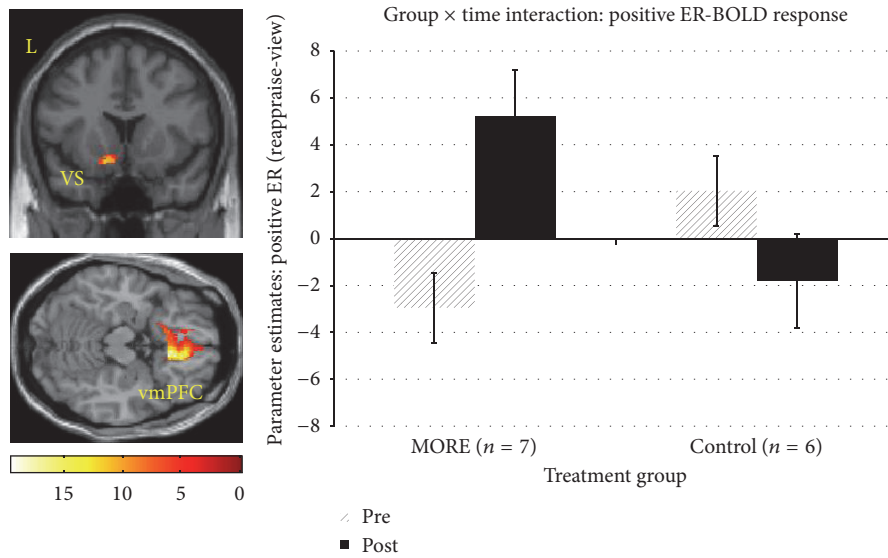 L
VS
vmPFC
15 10 5 0
Group × time interaction: positive ER-BOLD response
Parameter estimates: positive ER (reappraise-view)
8
6
4
2
0
−2
−4
−6
−8
MORE (n = 7) Control (n = 6)
Treatment group
Pre
Post